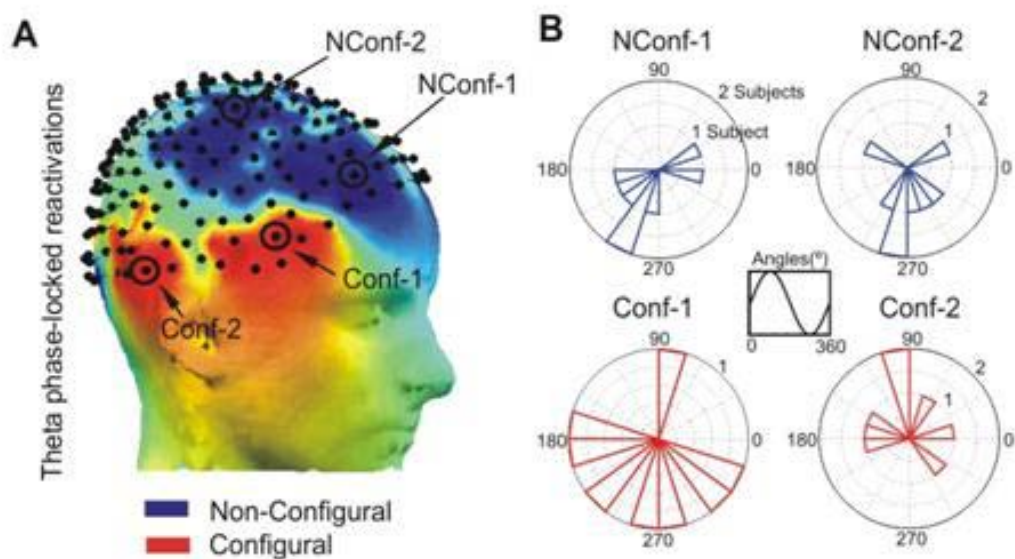 A
Theta phase-locked reactivations
NConf-2
NConf-1
Conf-1
Conf-2
Non-Configural
Configural
B
NConf-1
90
2 Subjects
1 Subject
180
0
270
NConf-2
90
2
1
180
0
270
Angles(º)
0
360
Conf-1
90
1
180
0
270
Conf-2
90
2
1
180
0
270